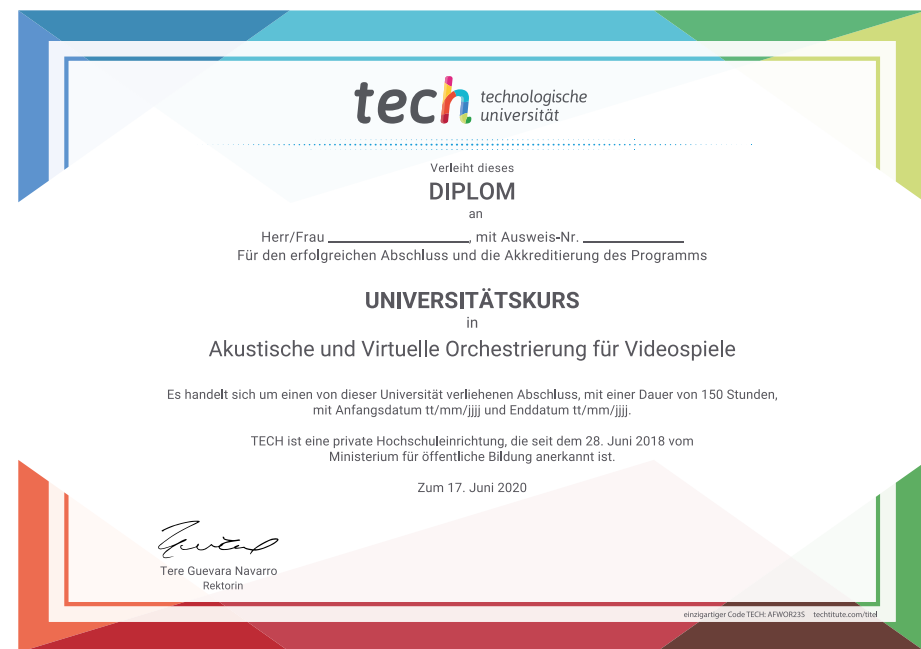 tech technologische
universität
Verleiht dieses
DIPLOM
an
Herr/Frau ____________, mit Ausweis-Nr. ____________
Für den erfolgreichen Abschluss und die Akkreditierung des Programms
UNIVERSITÄTSKURS
in
Akustische und Virtuelle Orchestrierung für Videospiele
Es handelt sich um einen von dieser Universität verliehenen Abschluss, mit einer Dauer von 150 Stunden,
mit Anfangsdatum tt/mm/jjjj und Enddatum tt/mm/jjjj.
TECH ist eine private Hochschuleinrichtung, die seit dem 28. Juni 2018 vom
Ministerium für öffentliche Bildung anerkannt ist.
Zum 17. Juni 2020
Tere Guevara Navarro
Rektorin
einzigartiger Code TECH: AFWOR23S techtitute.com/titel